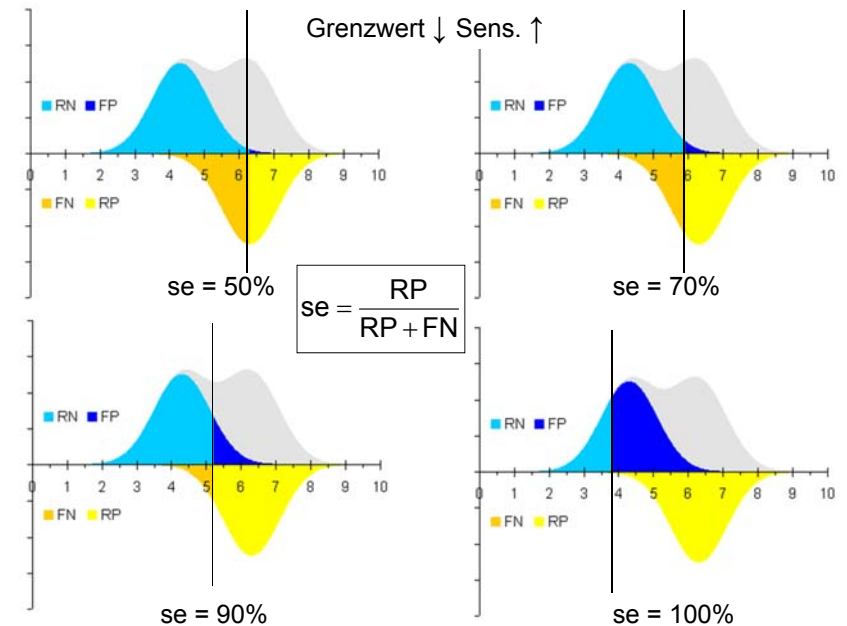 Grenzwert ↓ Sens. ↑
RN FP
0 1 2 3 4 5 6 7 8 9 10
FN RP
se = 50%
RN FP
0 1 2 3 4 5 6 7 8 9 10
FN RP
se = 70%
se = RP / RP + FN
RN FP
0 1 2 3 4 5 6 7 8 9 10
FN RP
se = 90%
RN FP
0 1 2 3 4 5 6 7 8 9 10
FN RP
se = 100%